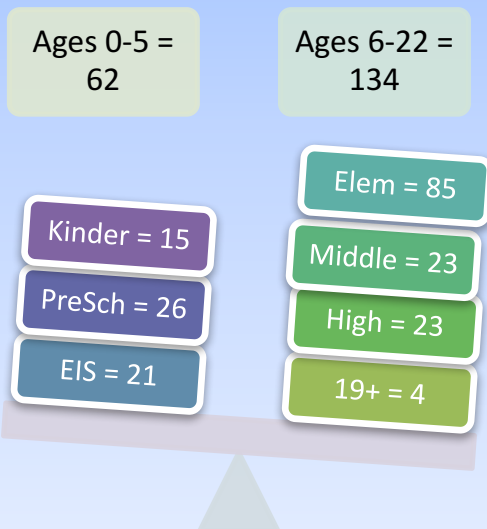 Ages 0-5 =
62
Ages 6-22 =
134
Kinder = 15
PreSch = 26
EIS = 21
Elem = 85
Middle = 23
High = 23
19+ = 4